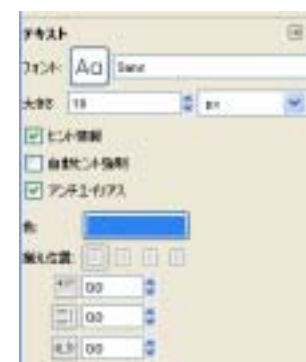 テキスト
フォント: Aa Sans
大きさ: 18 px
ヒント情報
自動ヒント強制
アンチエイリアス
色:
揃え位置:
0.0
0.0
0.0